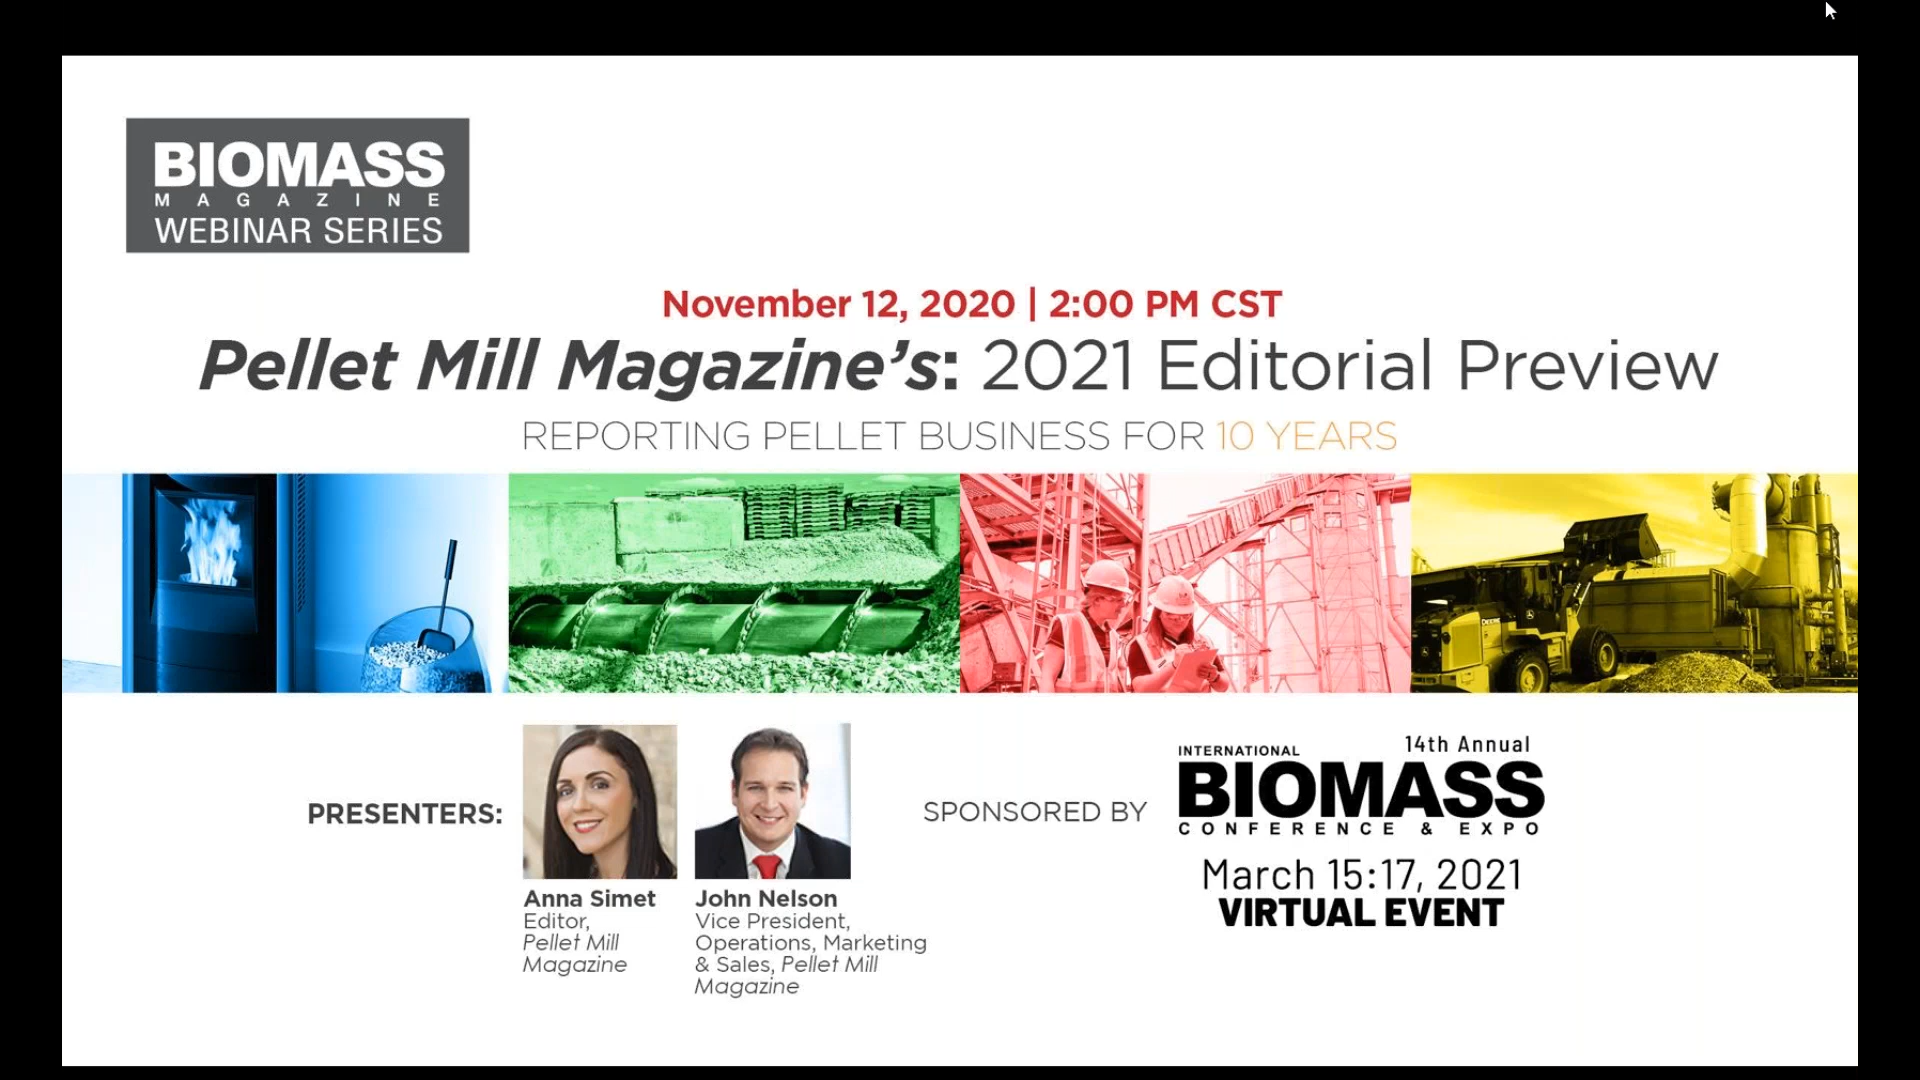 BIOMASS
MAGAZINE
WEBINAR SERIES
November 12, 2020 | 2:00 PM CST
Pellet Mill Magazine's: 2021 Editorial Preview
REPORTING PELLET BUSINESS FOR 10 YEARS
PRESENTERS:
Anna Simet
Editor,
Pellet Mill
Magazine
John Nelson
Vice President,
Operations, Marketing
& Sales, Pellet Mill
Magazine
SPONSORED BY
INTERNATIONAL
14th Annual
BIOMASS
CONFERENCE & EXPO
March 15:17, 2021
VIRTUAL EVENT